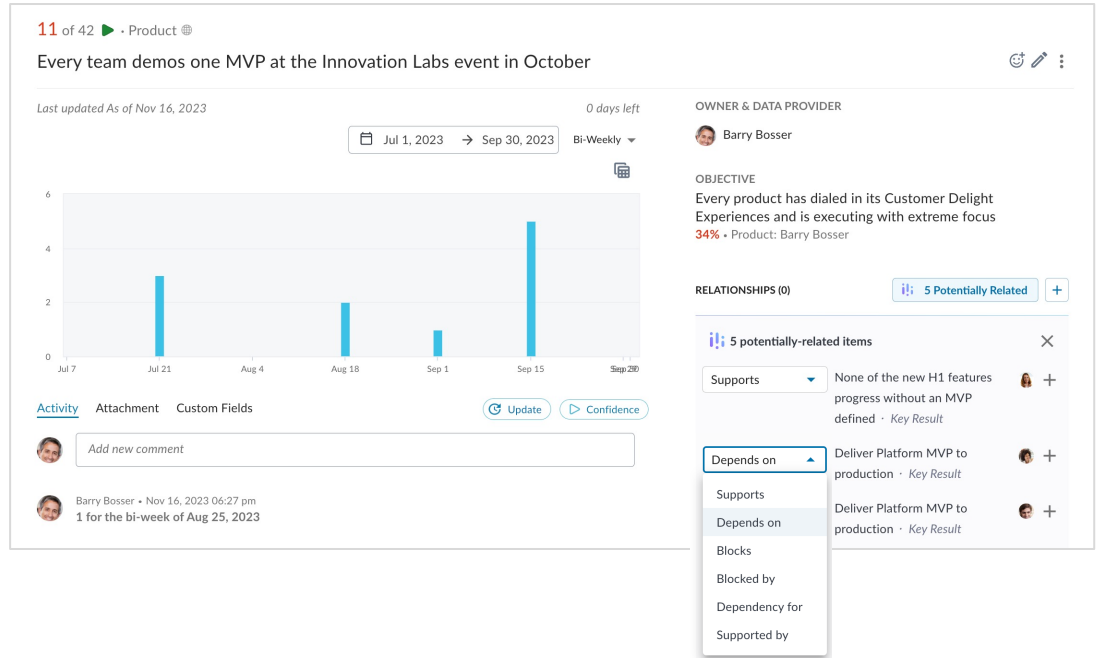 11 of 42 · Product
Every team demos one MVP at the Innovation Labs event in October
Last updated As of Nov 16, 2023
0 days left
Jul 1, 2023 → Sep 30, 2023
Bi-Weekly
6
4
2
0
Jul 7
Jul 21
Aug 4
Aug 18
Sep 1
Sep 15
Activity
Attachment
Custom Fields
Update
Confidence
Add new comment
Barry Bosser • Nov 16, 2023 06:27 pm
1 for the bi-week of Aug 25, 2023
OWNER & DATA PROVIDER
Barry Bosser
OBJECTIVE
Every product has dialed in its Customer Delight
Experiences and is executing with extreme focus
34% • Product: Barry Bosser
RELATIONSHIPS (0)
5 Potentially Related
+
5 potentially-related items
Supports
None of the new H1 features
progress without an MVP
defined · Key Result
Depends on
Deliver Platform MVP to
production · Key Result
Deliver Platform MVP to
production · Key Result
Supports
Depends on
Blocks
Blocked by
Dependency for
Supported by